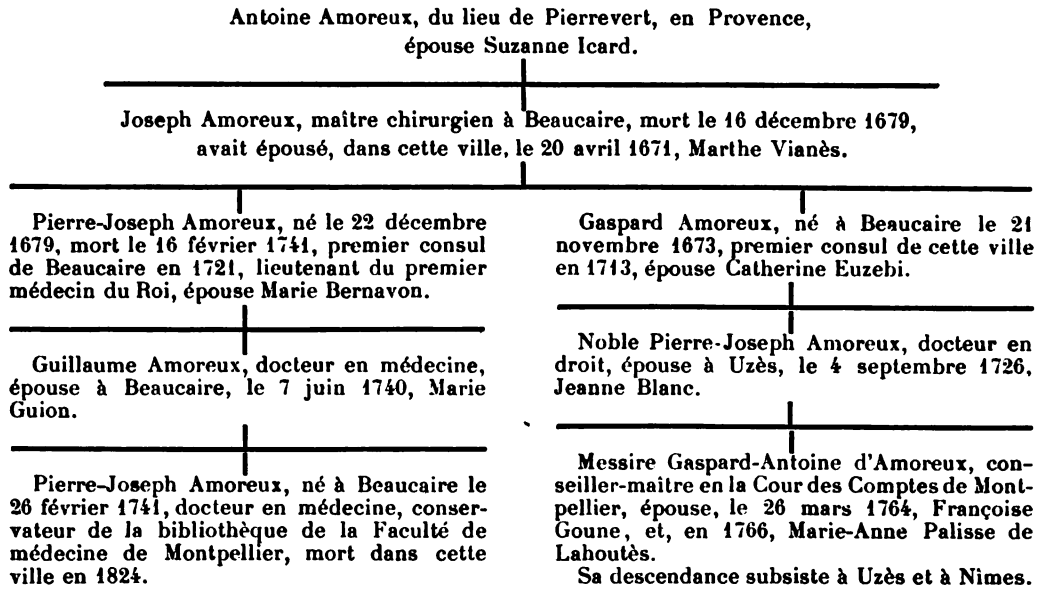 Antoine Amoreux, du lieu de Pierrevert, en Provence,
épouse Suzanne Icard.
Joseph Amoreux, maître chirurgien à Beaucaire, mort le 16 décembre 1679,
avait épousé, dans cette ville, le 20 avril 1671, Marthe Vianès.
Pierre-Joseph Amoreux, né le 22 décembre
1679, mort le 16 février 1741, premier consul
de Beaucaire en 1721, lieutenant du premier
médecin du Roi, épouse Marie Bernavon.
Guillaume Amoreux, docteur en médecine,
épouse à Beaucaire, le 7 juin 1740, Marie
Guion.
Pierre-Joseph Amoreux, né à Beaucaire le
26 février 1741, docteur en médecine, conser-
vateur de la bibliothèque de la Faculté de
médecine de Montpellier, mort dans cette
ville en 1824.
Gaspard Amoreux, né à Beaucaire le 21
novembre 1673, premier consul de cette ville
en 1713, épouse Catherine Euzebi.
Noble Pierre-Joseph Amoreux, docteur en
droit, épouse à Uzès, le 4 septembre 1726,
Jeanne Blanc.
Messire Gaspard-Antoine d'Amoreux, con-
seiller-maître en la Cour des Comptes de Mont-
pellier, épouse, le 26 mars 1764, Françoise
Goune, et, en 1766, Marie-Anne Palisse de
Lahoutès.
Sa descendance subsiste à Uzès et à Nimes.